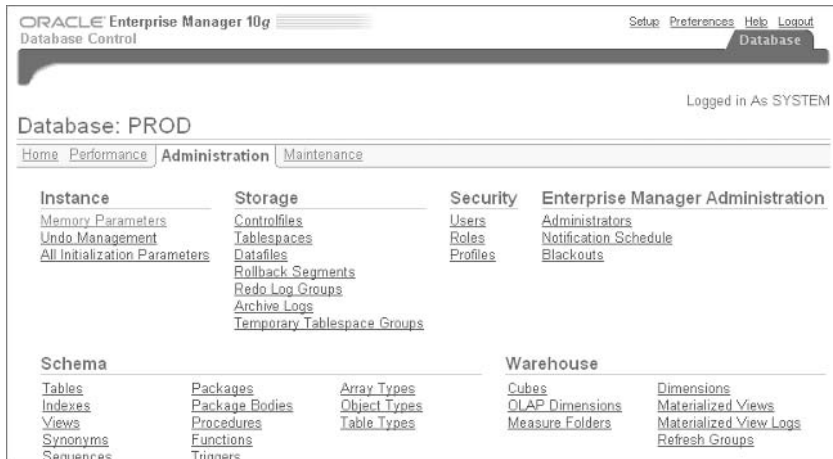 ORACLE Enterprise Manager 10g
Database Control
Setup Preferences Help Logout
Database
Logged in As SYSTEM
Database: PROD
Home Performance Administration Maintenance
Instance
Memory Parameters
Undo Management
All Initialization Parameters
Storage
Controlfiles
Tablespaces
Datafiles
Rollback Segments
Redo Log Groups
Archive Logs
Temporary Tablespace Groups
Security
Users
Roles
Profiles
Enterprise Manager Administration
Administrators
Notification Schedule
Blackouts
Schema
Tables
Indexes
Views
Synonyms
Sequences
Packages
Package Bodies
Procedures
Functions
Triggers
Array Types
Object Types
Table Types
Warehouse
Cubes
OLAP Dimensions
Measure Folders
Dimensions
Materialized Views
Materialized View Logs
Refresh Groups